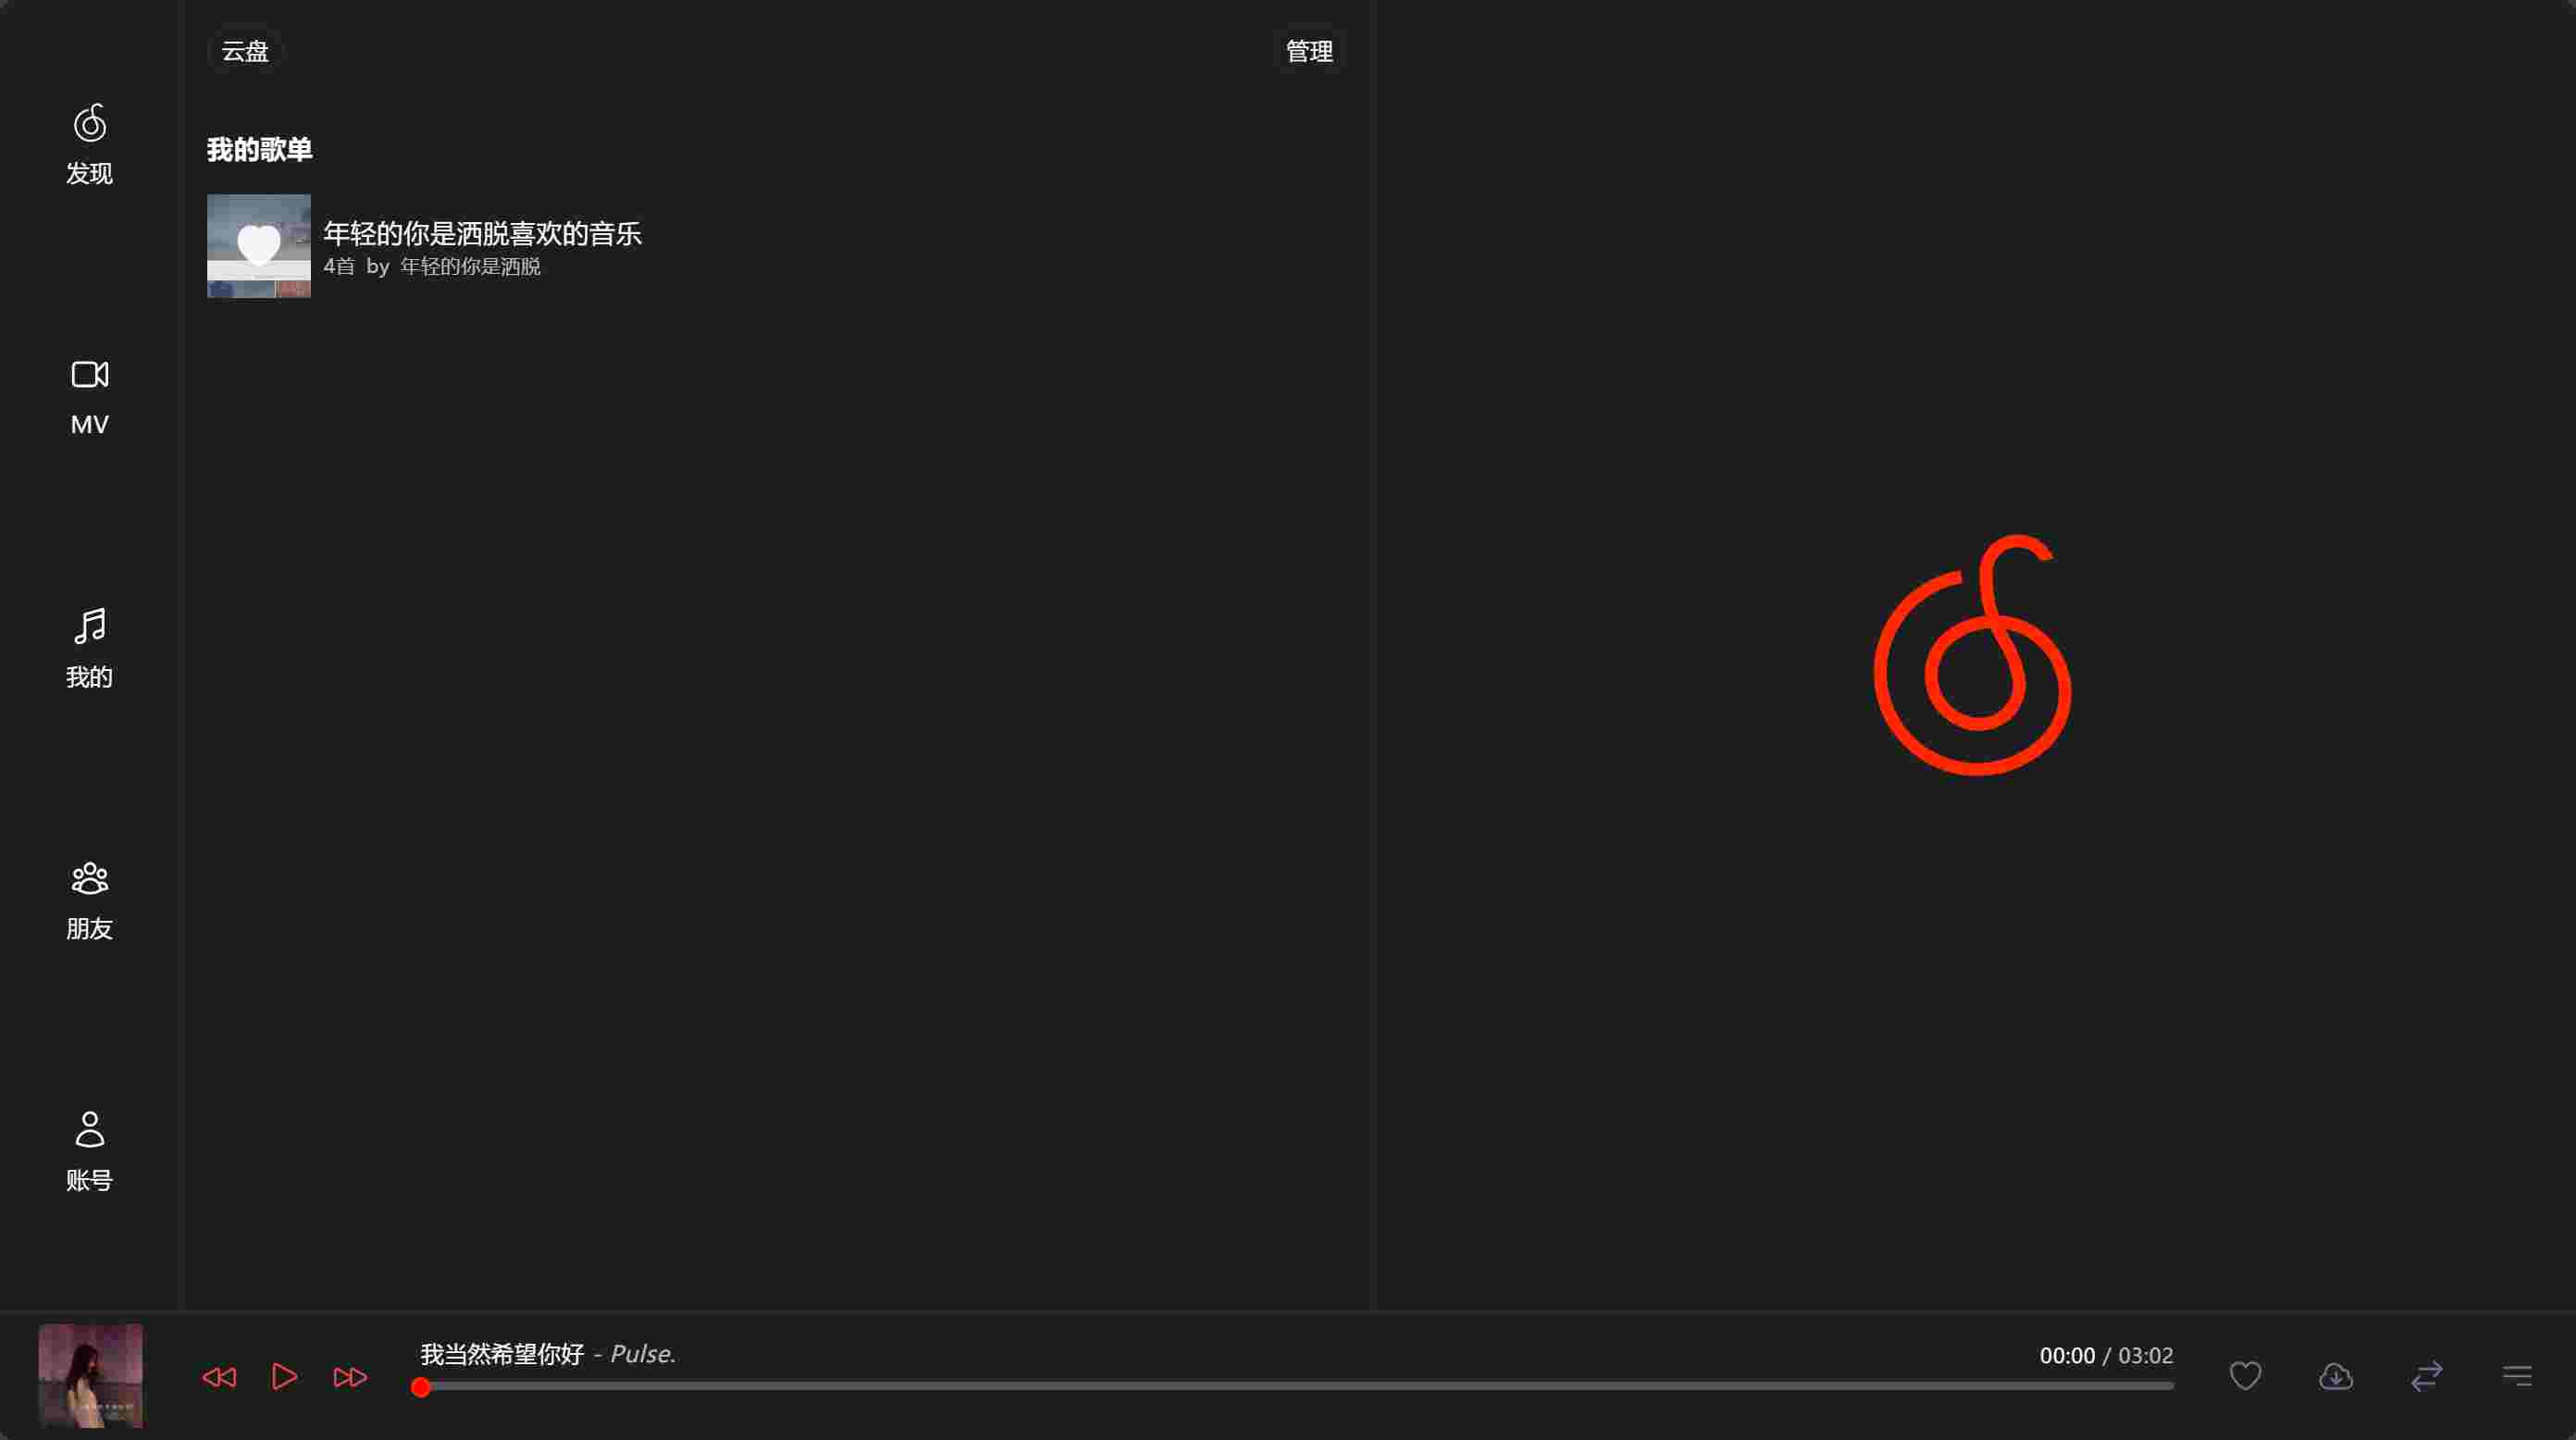 云盘
管理
发现
我的歌单
年轻的你是洒脱喜欢的音乐
4首 by 年轻的你是洒脱
MV
我的
朋友
账号
我当然希望你好 - Pulse.
00:00 / 03:02